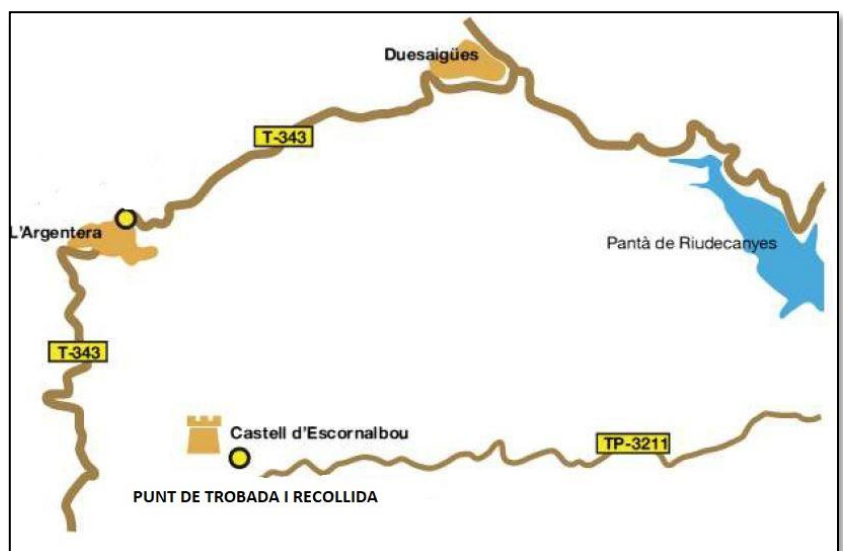 Duesaigües
T-343
L'Argentera
Pantà de Riudecanyes
T-343
Castell d'Escornalbou
TP-3211
PUNT DE TROBADA I RECOLLIDA